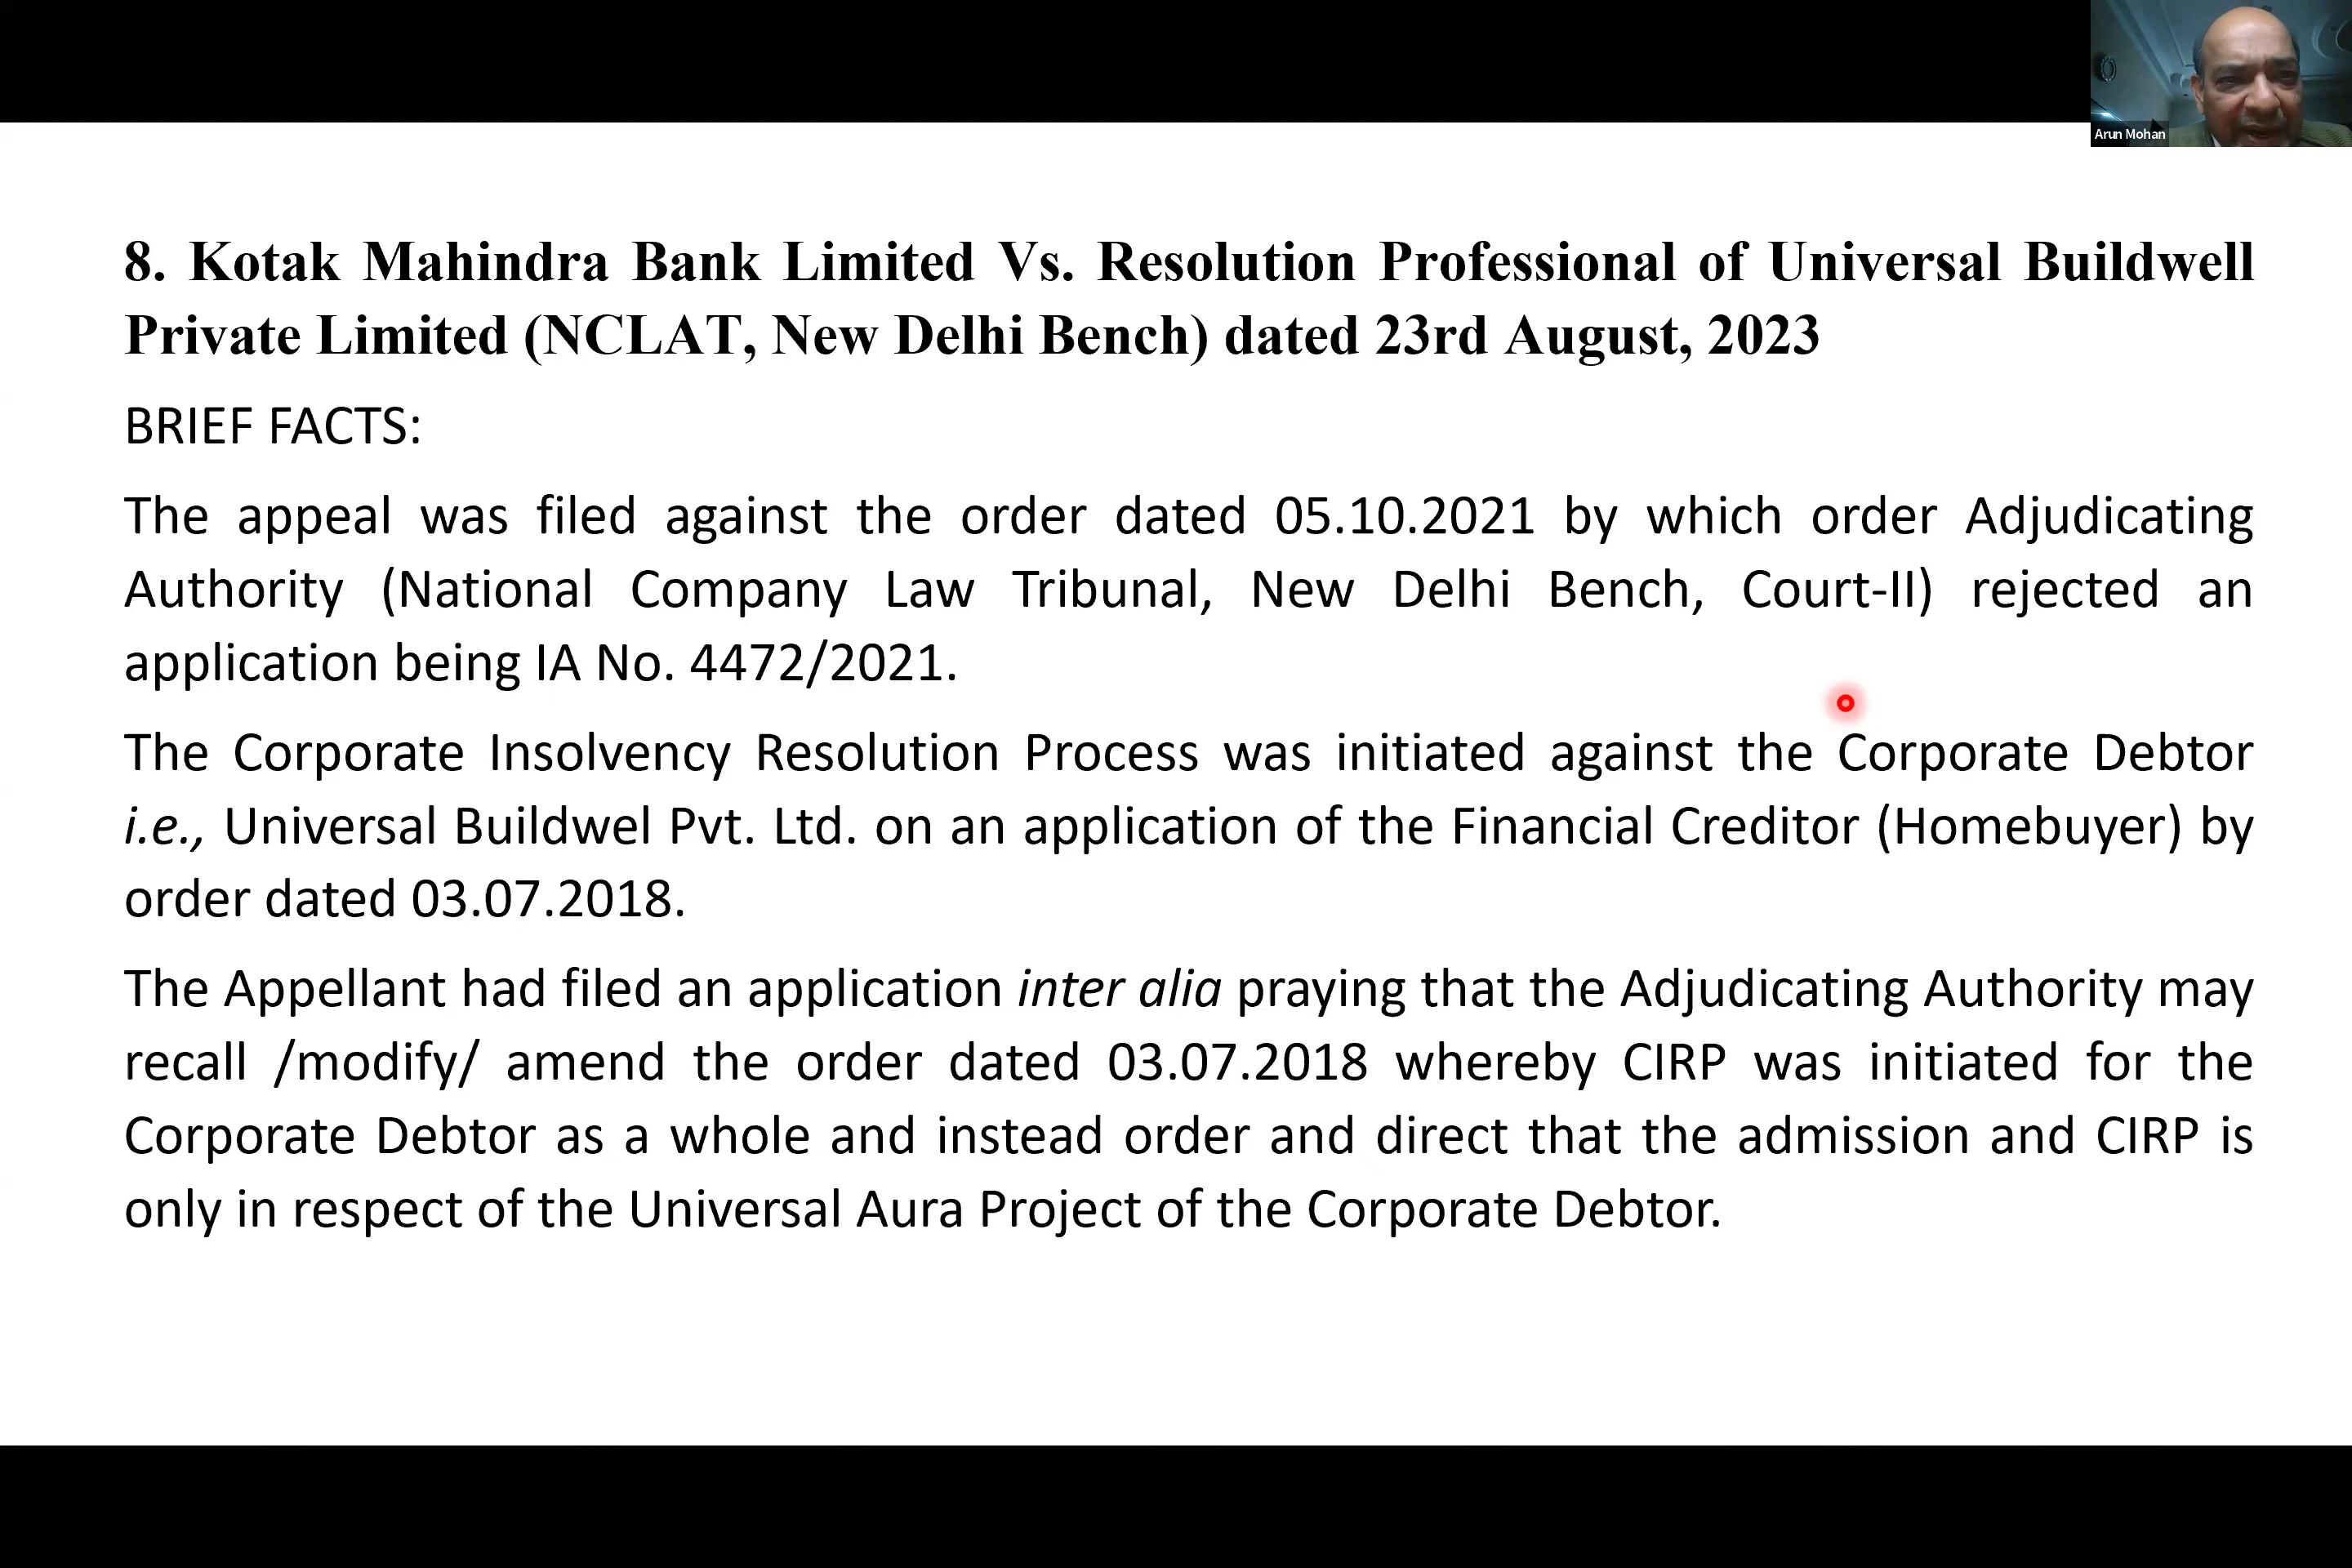 Arun Mohan
8. Kotak Mahindra Bank Limited Vs. Resolution Professional of Universal Buildwell
Private Limited (NCLAT, New Delhi Bench) dated 23rd August, 2023
BRIEF FACTS:
The appeal was filed against the order dated 05.10.2021 by which order Adjudicating
Authority (National Company Law Tribunal, New Delhi Bench, Court-II) rejected an
application being IA No. 4472/2021.
The Corporate Insolvency Resolution Process was initiated against the Corporate Debtor
i.e., Universal Buildwel Pvt. Ltd. on an application of the Financial Creditor (Homebuyer) by
order dated 03.07.2018.
The Appellant had filed an application inter alia praying that the Adjudicating Authority may
recall /modify/ amend the order dated 03.07.2018 whereby CIRP was initiated for the
Corporate Debtor as a whole and instead order and direct that the admission and CIRP is
only in respect of the Universal Aura Project of the Corporate Debtor.